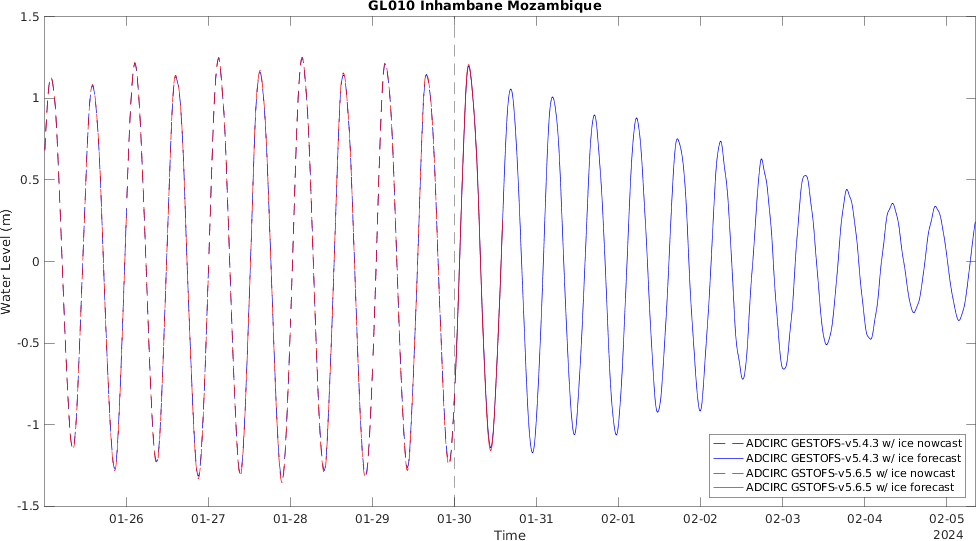 GL010 Inhambane Mozambique
Water Level (m)
1.5
1
0.5
0
-0.5
-1
-1.5
ADCIRC GESTOFS-v5.4.3 w/ ice nowcast
ADCIRC GESTOFS-v5.4.3 w/ ice forecast
ADCIRC GSTOFS-v5.6.5 w/ ice nowcast
ADCIRC GSTOFS-v5.6.5 w/ ice forecast
01-26 01-27 01-28 01-29 01-30 01-31 02-01 02-02 02-03 02-04 02-05
Time 2024